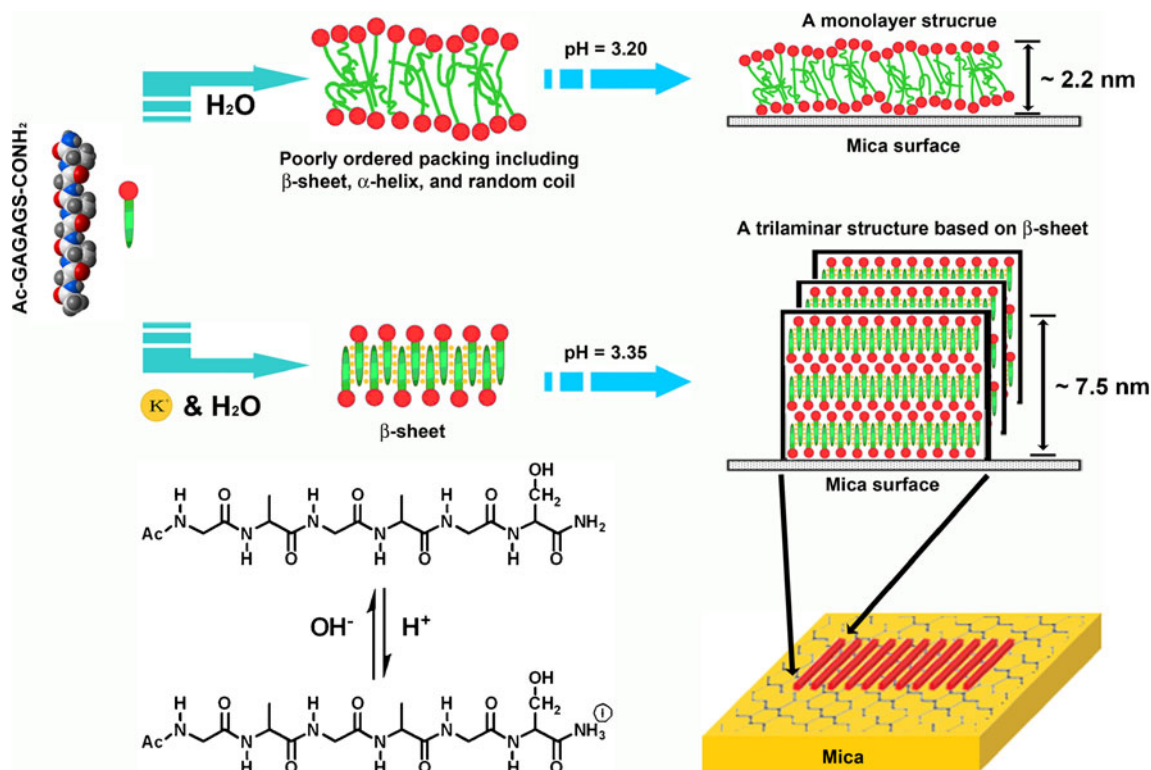 A monolayer strucrue
pH = 3.20
H₂O
~ 2.2 nm
Poorly ordered packing including
β-sheet, α-helix, and random coil
Mica surface
Ac-GAGAGS-CONH₂
A trilaminar structure based on β-sheet
pH = 3.35
K⁺ & H₂O
~ 7.5 nm
β-sheet
Mica surface
OH
CH₂
H O H O H
N N N NH₂
Ac N N N
H O H O H O
OH⁻ H⁺
OH
CH₂
H O H O H
N N N NH₃
Ac N N N
H O H O H O
Mica